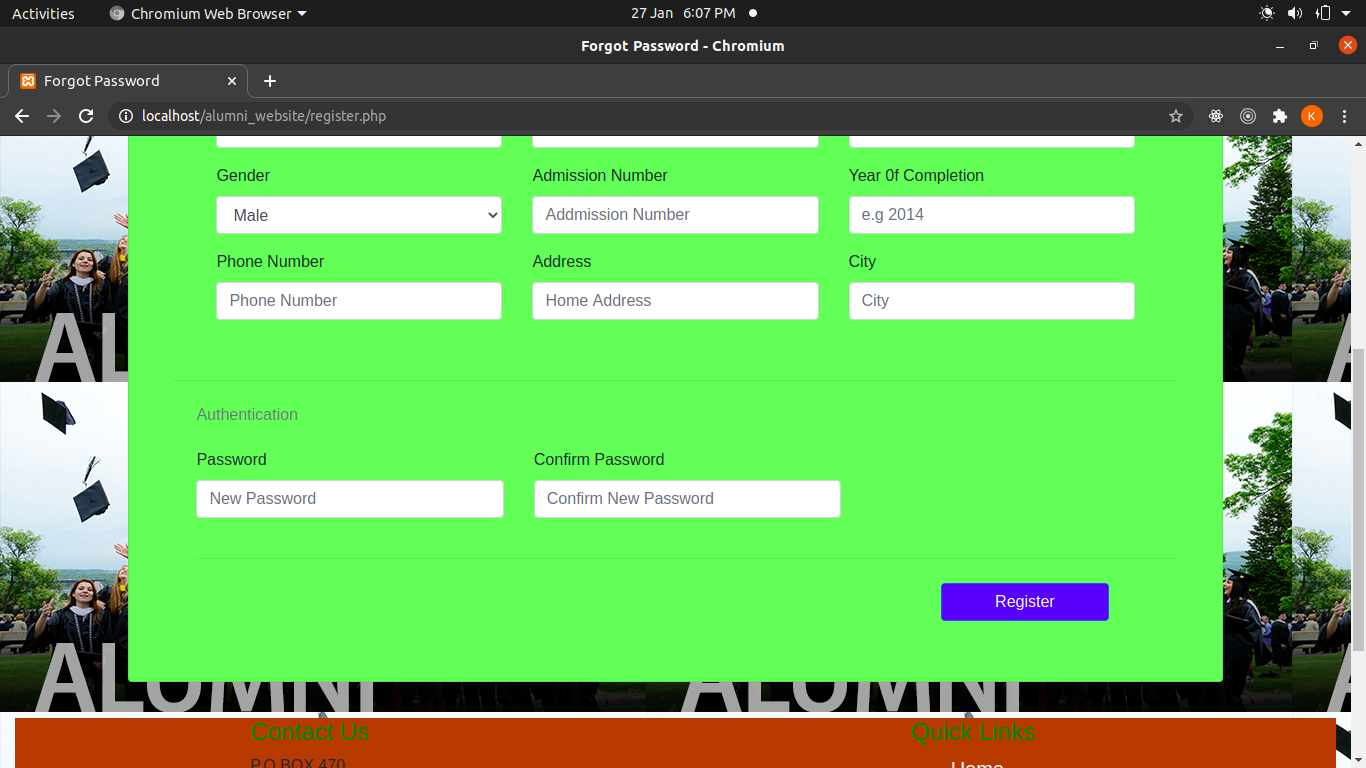 Activities Chromium Web Browser 27 Jan 6:07 PM
Forgot Password - Chromium
Forgot Password
localhost/alumni_website/register.php K
Gender Admission Number Year 0f Completion
Male Addmission Number e.g 2014
Phone Number Address City
Phone Number Home Address City
Authentication
Password Confirm Password
New Password Confirm New Password
Register
ALUMNI ALUMNI
Contact Us Quick Links
P.O BOX 470 Home